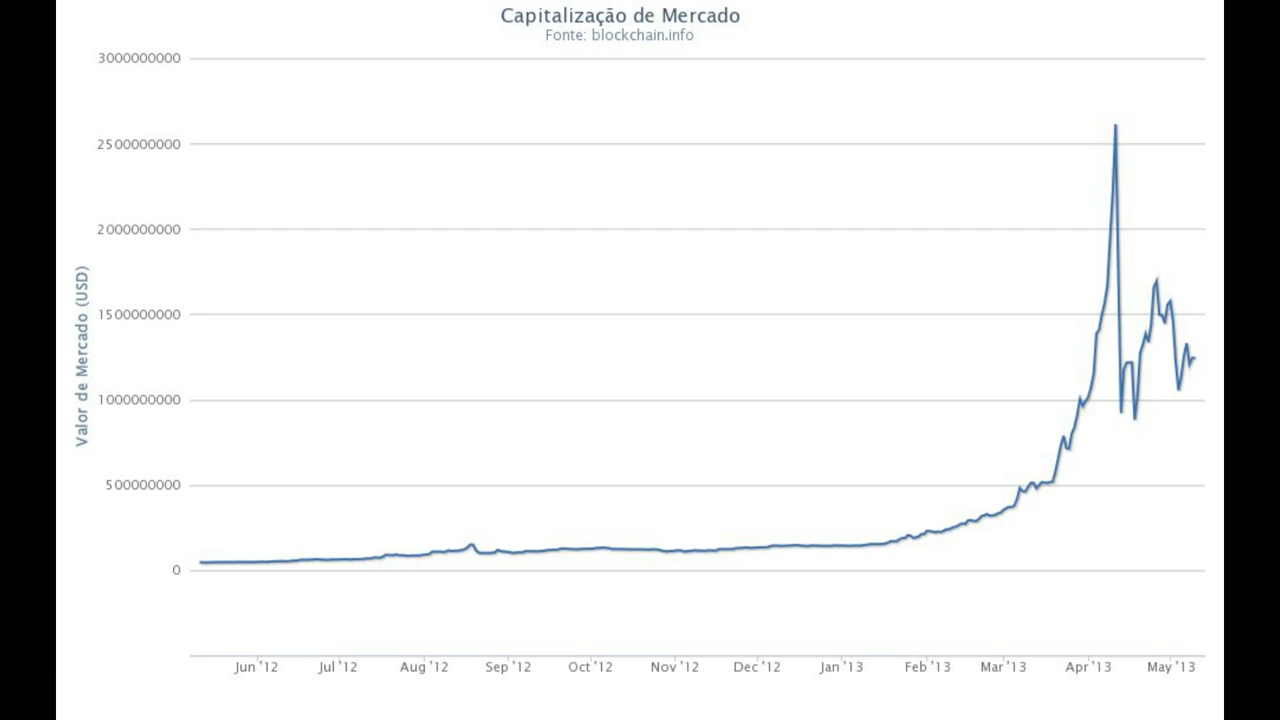 Capitalização de Mercado
Fonte: blockchain.info
Valor de Mercado (USD)
3000000000
2500000000
2000000000
1500000000
1000000000
500000000
0
Jun '12 Jul '12 Aug '12 Sep '12 Oct '12 Nov '12 Dec '12 Jan '13 Feb '13 Mar '13 Apr '13 May '13